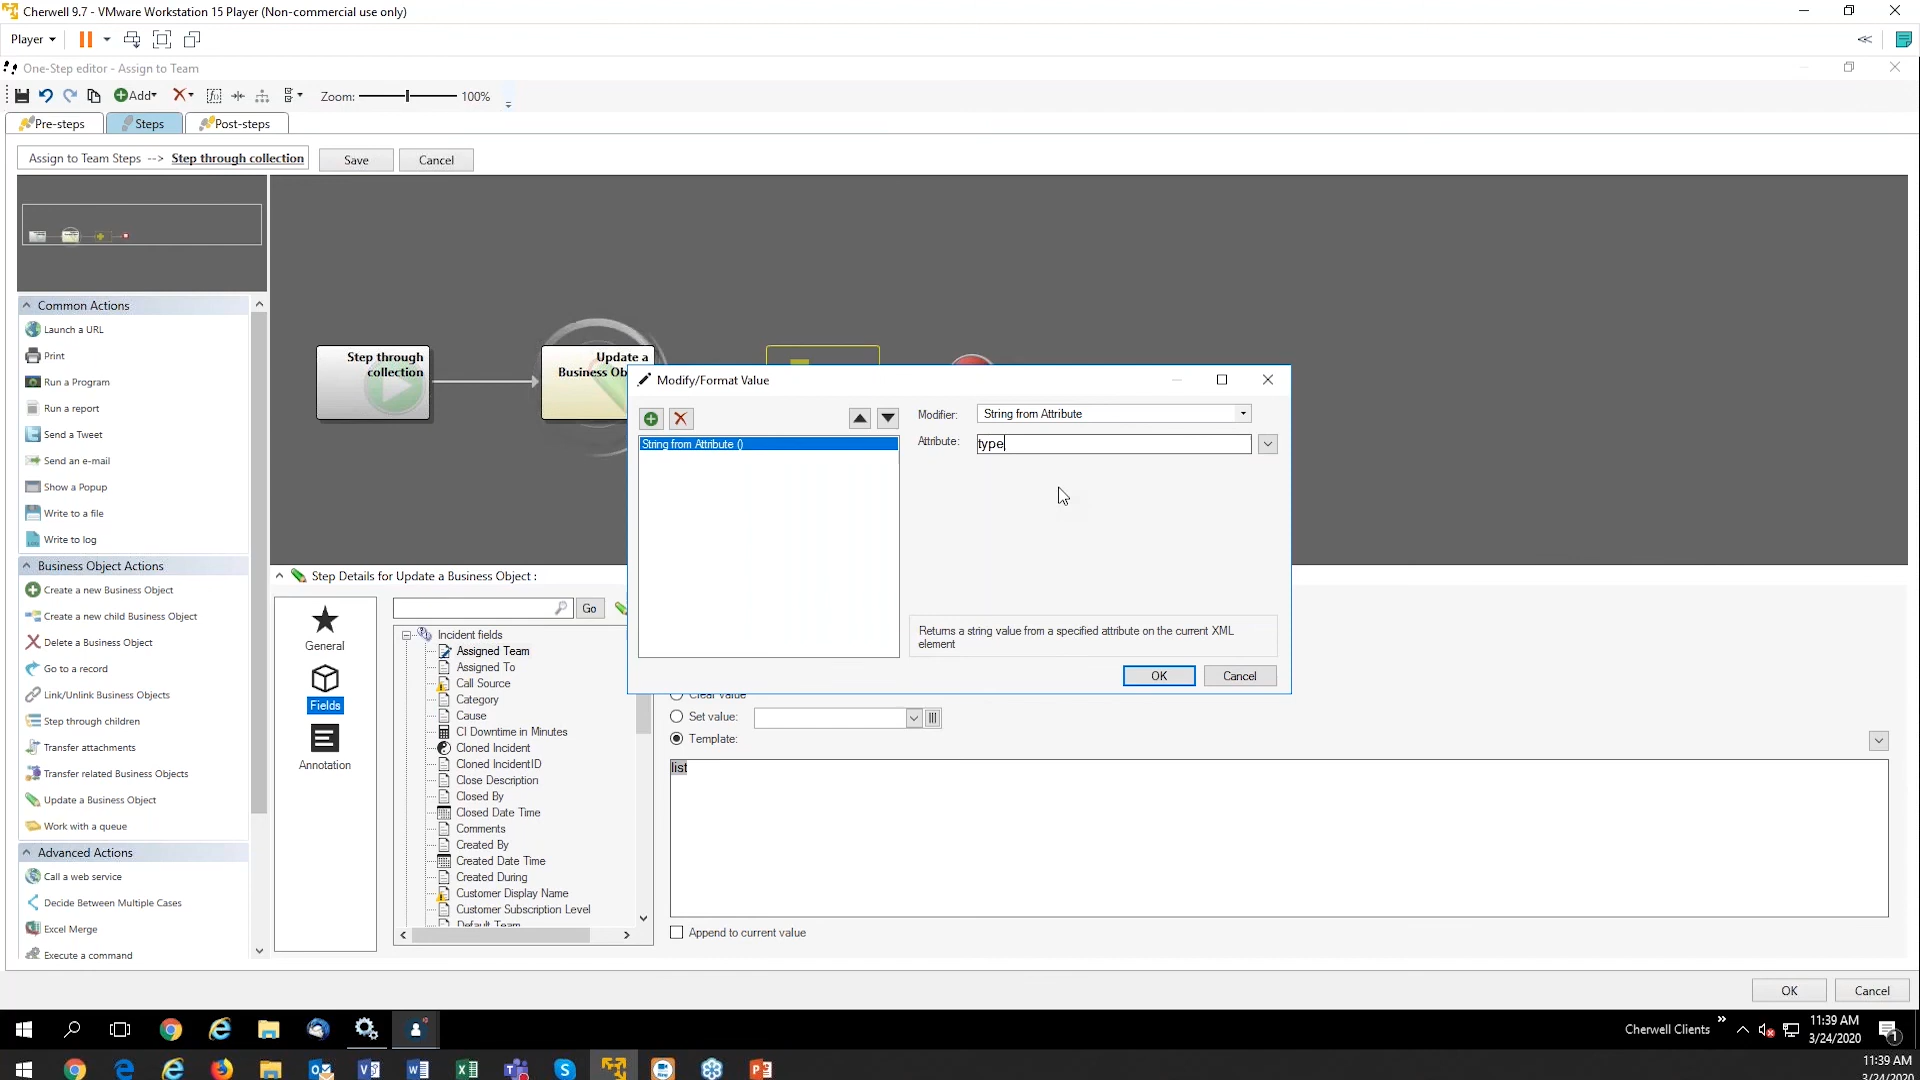 Cherwell 9.7 - VMware Workstation 15 Player (Non-commercial use only)
Player
One-Step editor - Assign to Team
Add
Zoom:
100%
Pre-steps
Steps
Post-steps
Assign to Team Steps --> Step through collection
Save
Cancel
Common Actions
Launch a URL
Print
Run a Program
Run a report
Send a Tweet
Send an e-mail
Show a Popup
Write to a file
Write to log
Business Object Actions
Create a new Business Object
Create a new child Business Object
Delete a Business Object
Go to a record
Link/Unlink Business Objects
Step through children
Transfer attachments
Transfer related Business Objects
Update a Business Object
Work with a queue
Advanced Actions
Call a web service
Decide Between Multiple Cases
Excel Merge
Execute a command
Step through
collection
Update a
Business Ob
Modify/Format Value
String from Attribute ()
Modifier:
String from Attribute
Attribute:
type
Returns a string value from a specified attribute on the current XML
element
OK
Cancel
Step Details for Update a Business Object :
General
Fields
Annotation
Go
Incident fields
Assigned Team
Assigned To
Call Source
Category
Cause
CI Downtime in Minutes
Cloned Incident
Cloned IncidentID
Close Description
Closed By
Closed Date Time
Comments
Created By
Created Date Time
Created During
Customer Display Name
Customer Subscription Level
Default Team
Clear value
Set value:
Template:
list
Append to current value
OK
Cancel
Cherwell Clients
11:39 AM
3/24/2020
1
11:39 AM
3/24/2020